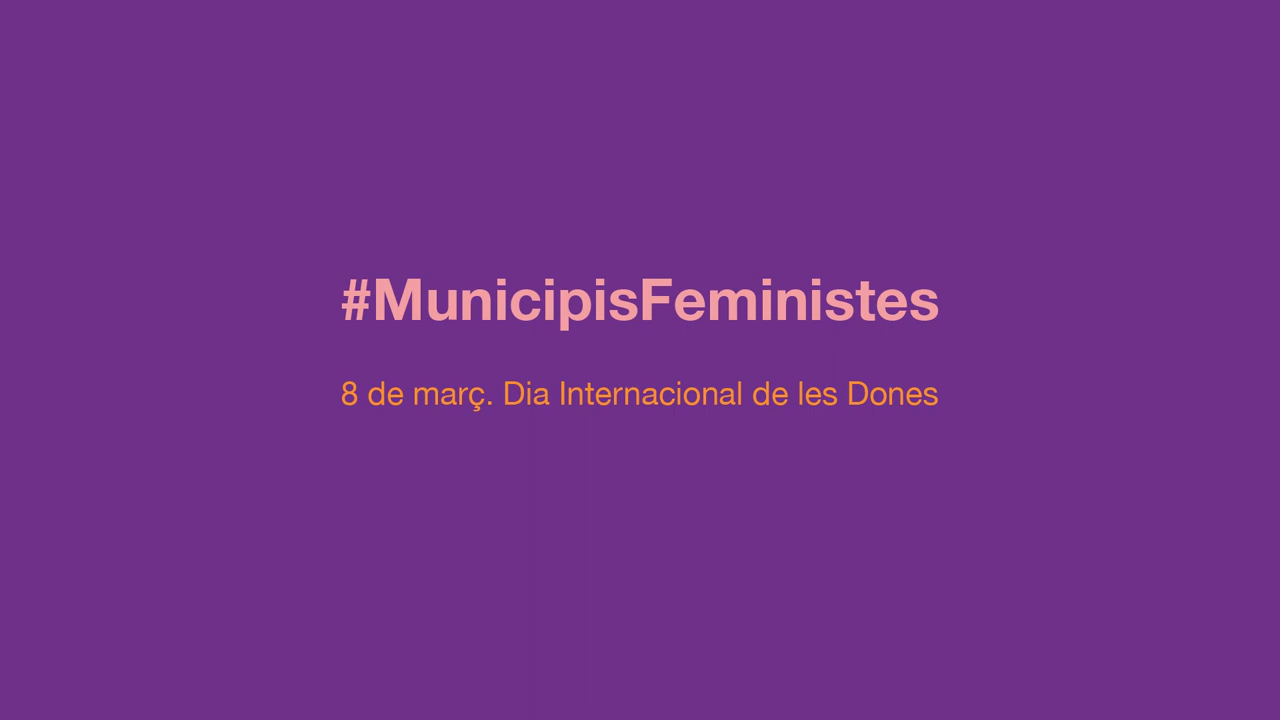 #MunicipisFeministes
8 de març. Dia Internacional de les Dones